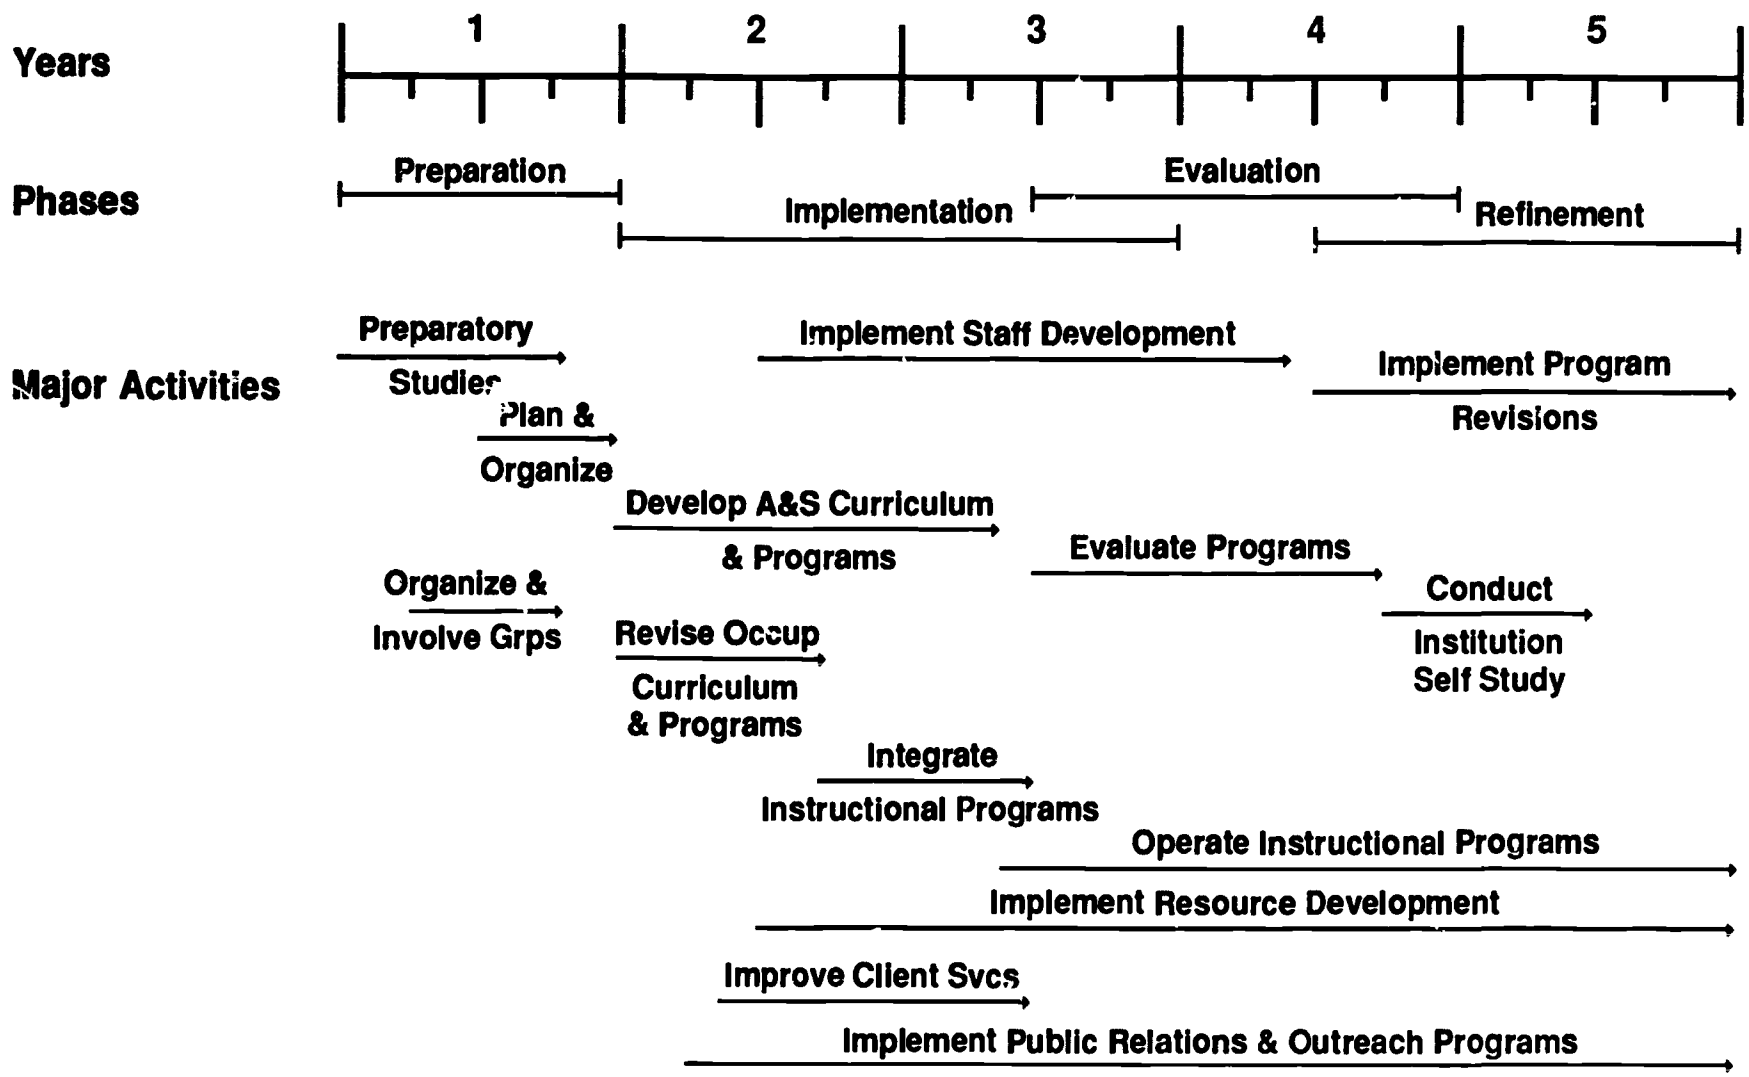 1 2 3 4 5
Years
Preparation
Evaluation
Phases
Implementation
Refinement
Preparatory
Studies
Implement Staff Development
Implement Program
Revisions
Major Activities
Plan &
Organize
Develop A&S Curriculum
& Programs
Evaluate Programs
Organize &
Involve Grps
Conduct
Institution
Self Study
Revise Occup
Curriculum
& Programs
Integrate
Instructional Programs
Operate Instructional Programs
Implement Resource Development
Improve Client Svcs
Implement Public Relations & Outreach Programs